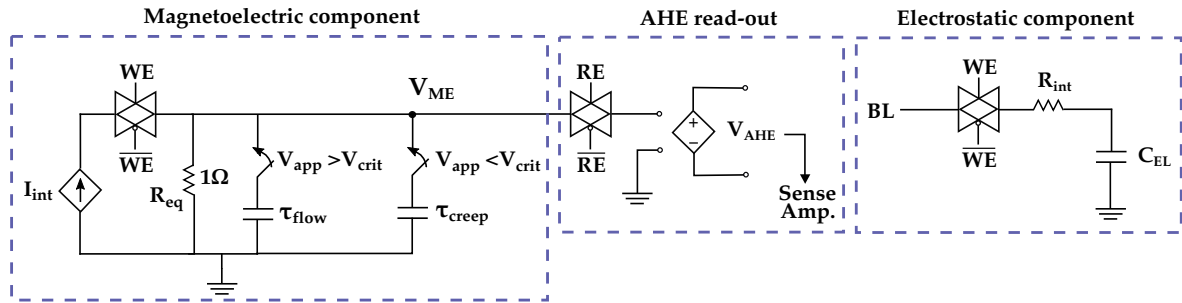 Magnetoelectric component
AHE read-out
Electrostatic component
WE
V_ME
RE
WE
R_int
BL
I_int
1Ω
R_eq
V_app >V_crit
V_app <V_crit
τ_flow
τ_creep
WE
RE
+
−
V_AHE
Sense
Amp.
WE
C_EL